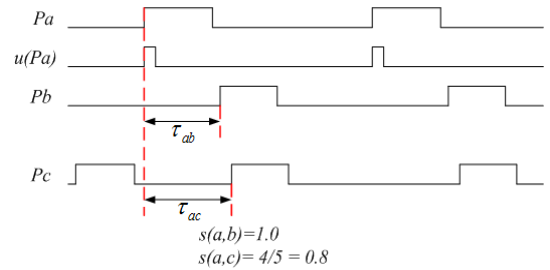 Pa
u(Pa)
Pb
τab
Pc
τac
s(a,b)=1.0
s(a,c)= 4/5 = 0.8